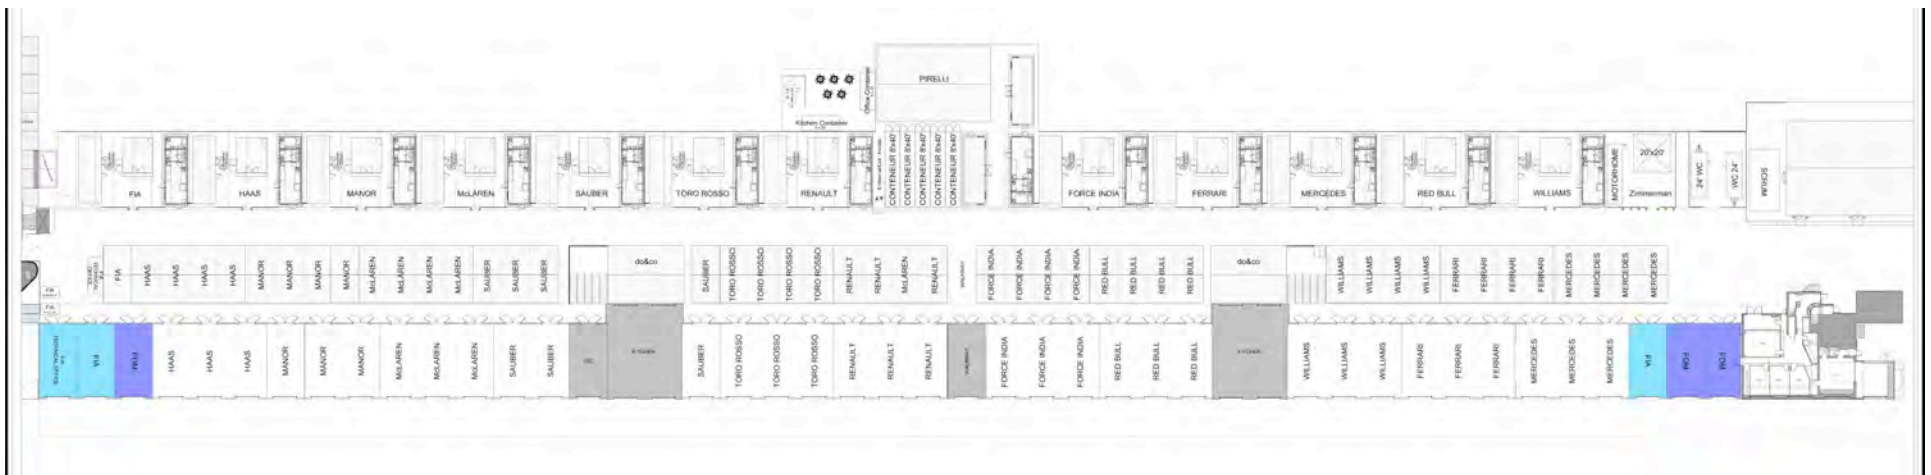 PIRELLI
Office Container
Kitchen Container
CONTENEUR 8'x40'
CONTENEUR 8'x40'
CONTENEUR 8'x40'
CONTENEUR 8'x40'
CONTENEUR 8'x40'
FIA
HAAS
MANOR
McLAREN
SAUBER
TORO ROSSO
RENAULT
FORCE INDIA
FERRARI
MERCEDES
RED BULL
WILLIAMS
MOTORHOME
20'x20'
Zimmerman
24' WC
WC 24'
FIA
HAAS
HAAS
HAAS
HAAS
MANOR
MANOR
MANOR
MANOR
McLAREN
McLAREN
McLAREN
McLAREN
SAUBER
SAUBER
SAUBER
do&co
SAUBER
TORO ROSSO
TORO ROSSO
TORO ROSSO
TORO ROSSO
RENAULT
RENAULT
McLAREN
RENAULT
FORCE INDIA
FORCE INDIA
FORCE INDIA
FORCE INDIA
RED BULL
RED BULL
RED BULL
RED BULL
do&co
WILLIAMS
WILLIAMS
WILLIAMS
WILLIAMS
FERRARI
FERRARI
FERRARI
FERRARI
MERCEDES
MERCEDES
MERCEDES
MERCEDES
FIA
FIA
FIA
FOM
HAAS
HAAS
HAAS
MANOR
MANOR
MANOR
McLAREN
McLAREN
McLAREN
SAUBER
SAUBER
SAUBER
TORO ROSSO
TORO ROSSO
TORO ROSSO
RENAULT
RENAULT
RENAULT
FORCE INDIA
FORCE INDIA
FORCE INDIA
RED BULL
RED BULL
RED BULL
WILLIAMS
WILLIAMS
WILLIAMS
FERRARI
FERRARI
FERRARI
MERCEDES
MERCEDES
MERCEDES
FIA
FOM
FOM